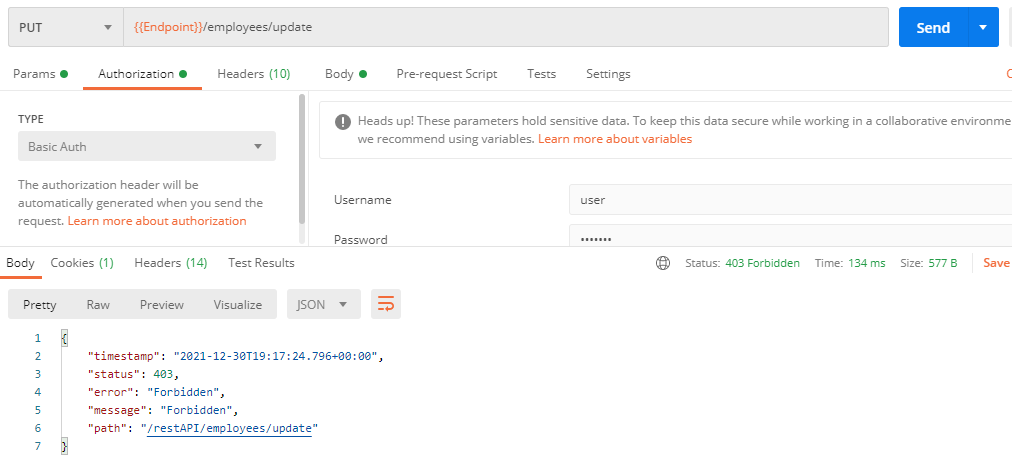 PUT {{Endpoint}}/employees/update Send
Params Authorization Headers (10) Body Pre-request Script Tests Settings
TYPE
Basic Auth
The authorization header will be
automatically generated when you send the
request. Learn more about authorization
Heads up! These parameters hold sensitive data. To keep this data secure while working in a collaborative environme
we recommend using variables. Learn more about variables
Username user
Password •••••••
Body Cookies (1) Headers (14) Test Results Status: 403 Forbidden Time: 134 ms Size: 577 B Save
Pretty Raw Preview Visualize JSON
1 {
2 "timestamp": "2021-12-30T19:17:24.796+00:00",
3 "status": 403,
4 "error": "Forbidden",
5 "message": "Forbidden",
6 "path": "/restAPI/employees/update"
7 }